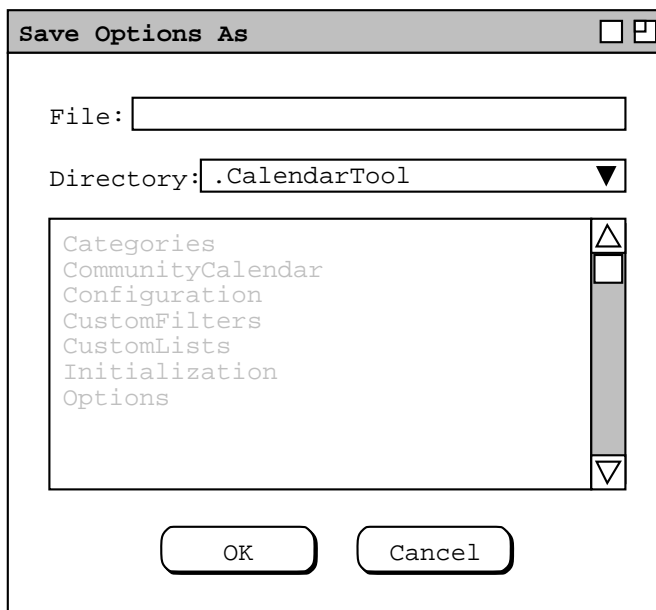 Save Options As
File:
Directory: .CalendarTool
Categories
CommunityCalendar
Configuration
CustomFilters
CustomLists
Initialization
Options
OK Cancel